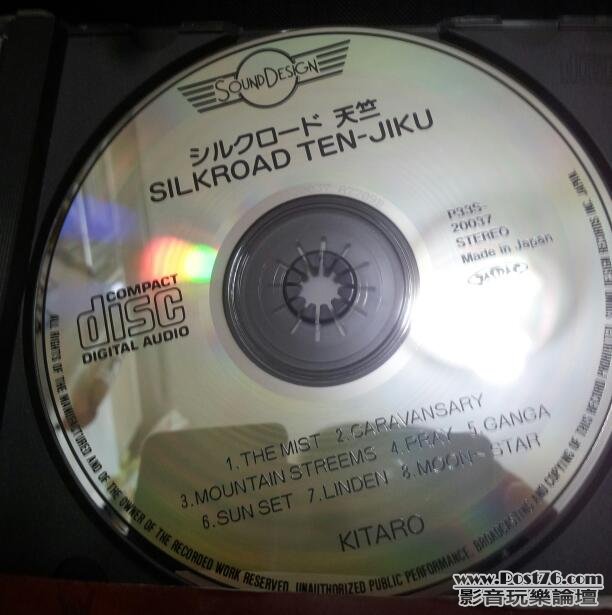 SOUND DESIGN
シルクロード 天竺
SILKROAD TEN-JIKU
P33S-
20037
STEREO
Made in Japan
COMPACT
disc
DIGITAL AUDIO
1. THE MIST 2. CARAVANSARY
3. MOUNTAIN STREEMS 4. PRAY 5. GANGA
6. SUN SET 7. LINDEN 8. MOON-STAR
KITARO
ALL RIGHTS OF THE MANUFACTURED AND OF THE OWNER OF THE RECORDED WORK RESERVED. UNAUTHORIZED PUBLIC PERFORMANCE. BROADCASTING AND COPYING OF THIS RECORD
www.Post76.com
影音玩樂論壇